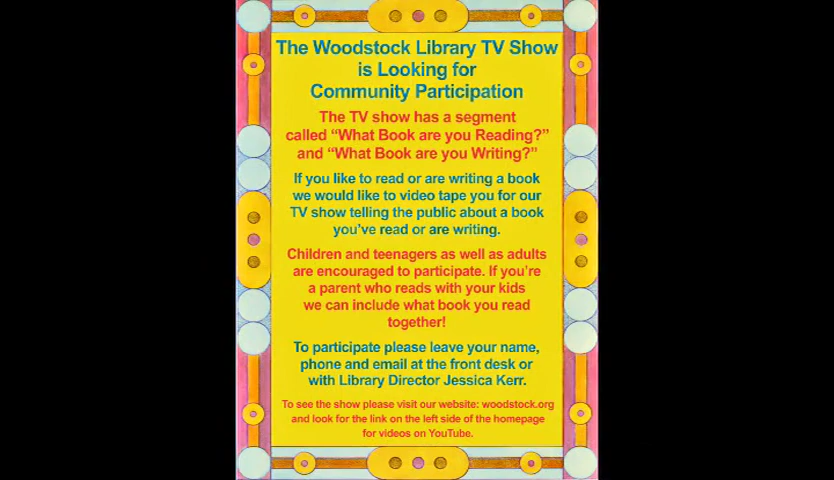 The Woodstock Library TV Show
is Looking for
Community Participation
The TV show has a segment
called “What Book are you Reading?”
and “What Book are you Writing?”
If you like to read or are writing a book
we would like to video tape you for our
TV show telling the public about a book
you’ve read or are writing.
Children and teenagers as well as adults
are encouraged to participate. If you’re
a parent who reads with your kids
we can include what book you read
together!
To participate please leave your name,
phone and email at the front desk or
with Library Director Jessica Kerr.
To see the show please visit our website: woodstock.org
and look for the link on the left side of the homepage
for videos on YouTube.